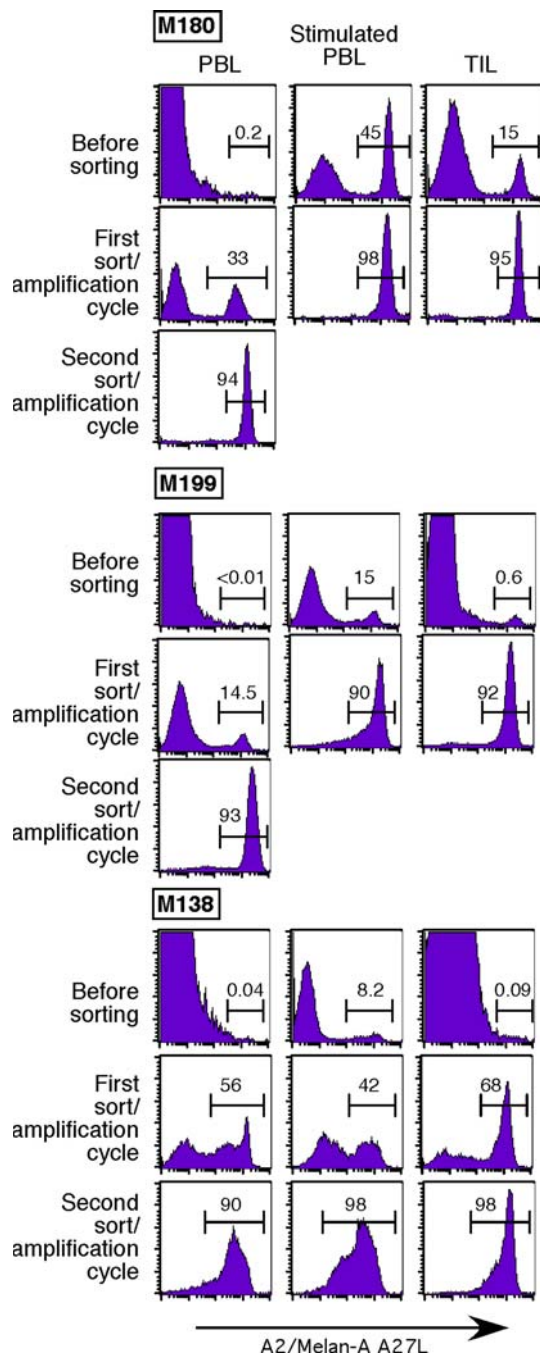 M180
PBL
Stimulated
PBL
TIL
Before
sorting
0.2
45
15
First
sort/
amplification
cycle
33
98
95
Second
sort/
amplification
cycle
94
M199
Before
sorting
<0.01
15
0.6
First
sort/
amplification
cycle
14.5
90
92
Second
sort/
amplification
cycle
93
M138
Before
sorting
0.04
8.2
0.09
First
sort/
amplification
cycle
56
42
68
Second
sort/
amplification
cycle
90
98
98
A2/Melan-A A27L